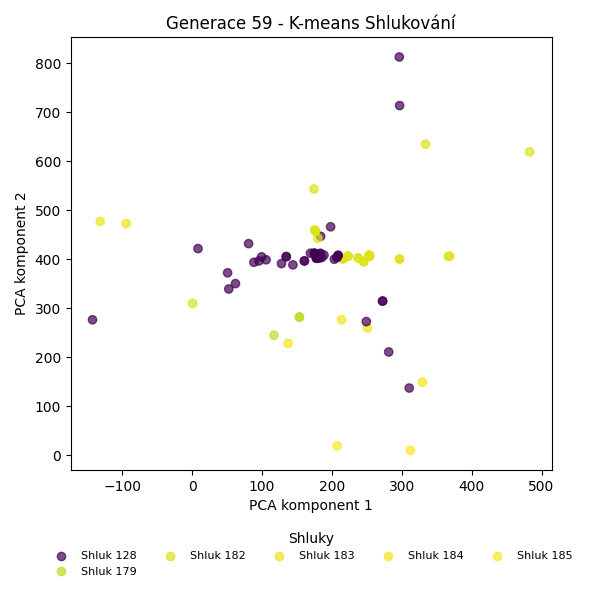 Generace 59 - K-means Shlukování
PCA komponent 2
800
700
600
500
400
300
200
100
0
−100 0 100 200 300 400 500
PCA komponent 1
Shluky
Shluk 128 Shluk 182 Shluk 183 Shluk 184 Shluk 185
Shluk 179